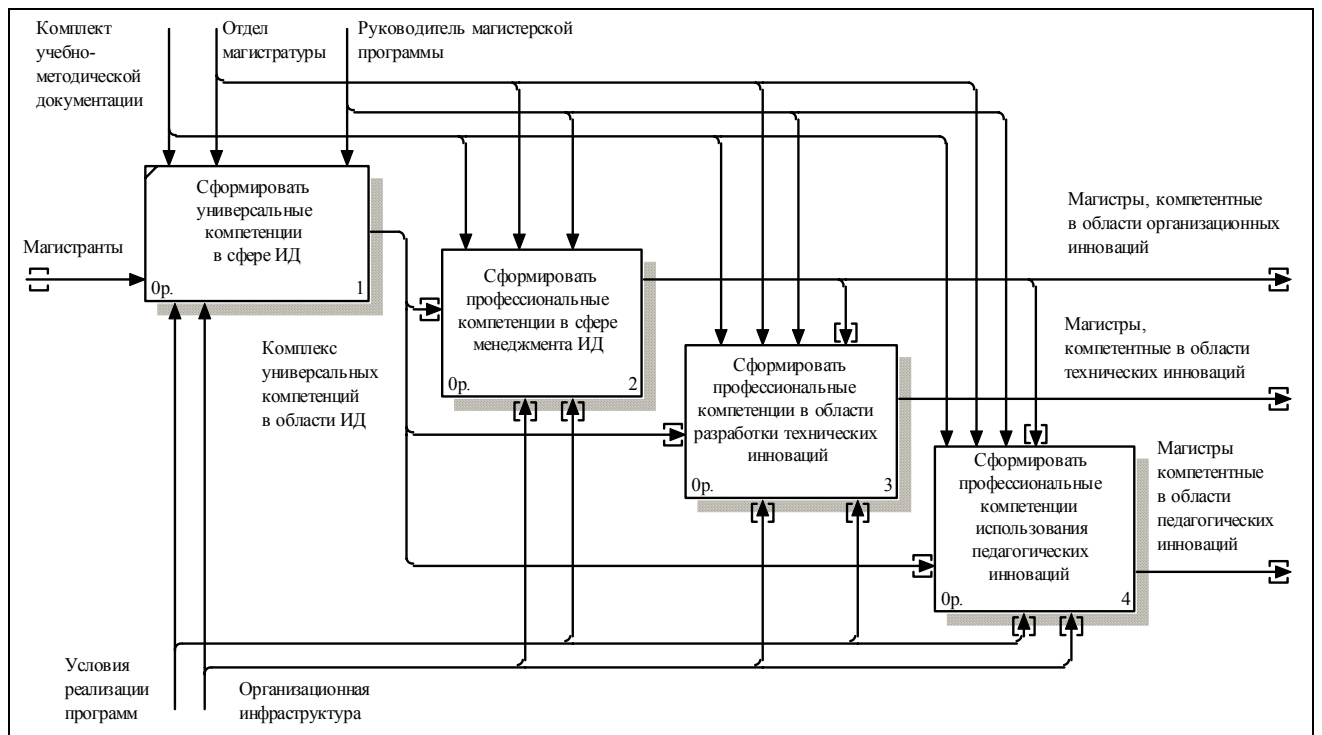 Комплект
учебно-
методической
документации
Отдел
магистратуры
Руководитель магистерской
программы
Сформировать
универсальные
компетенции
в сфере ИД
0р.
1
Магистранты
Магистры, компетентные
в области организационных
инноваций
Сформировать
профессиональные
компетенции в сфере
менеджмента ИД
0р.
2
Комплекс
универсальных
компетенций
в области ИД
Магистры,
компетентные в области
технических инноваций
Сформировать
профессиональные
компетенции в области
разработки технических
инноваций
0р.
3
Сформировать
профессиональные
компетенции
использования
педагогических
инноваций
0р.
4
Магистры
компетентные
в области
педагогических
инноваций
Условия
реализации
программ
Организационная
инфраструктура